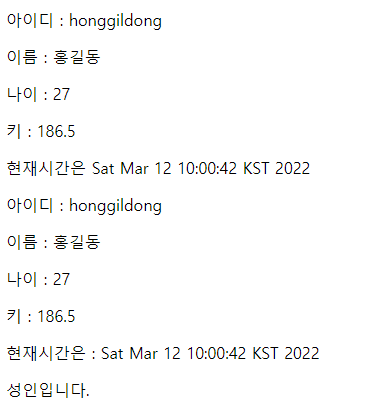 아이디 : honggildong
이름 : 홍길동
나이 : 27
키 : 186.5
현재시간은 Sat Mar 12 10:00:42 KST 2022
아이디 : honggildong
이름 : 홍길동
나이 : 27
키 : 186.5
현재시간은 : Sat Mar 12 10:00:42 KST 2022
성인입니다.